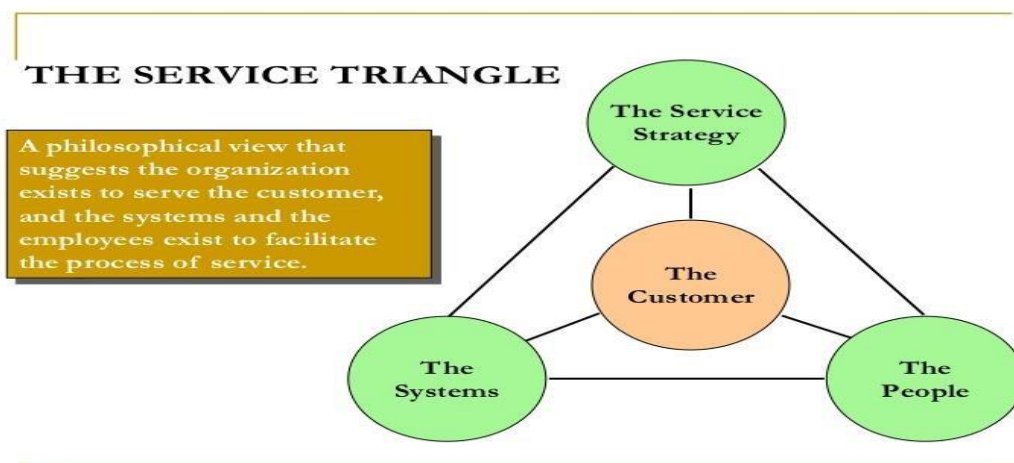 THE SERVICE TRIANGLE
A philosophical view that
suggests the organization
exists to serve the customer,
and the systems and the
employees exist to facilitate
the process of service.
The Service
Strategy
The
Customer
The
Systems
The
People